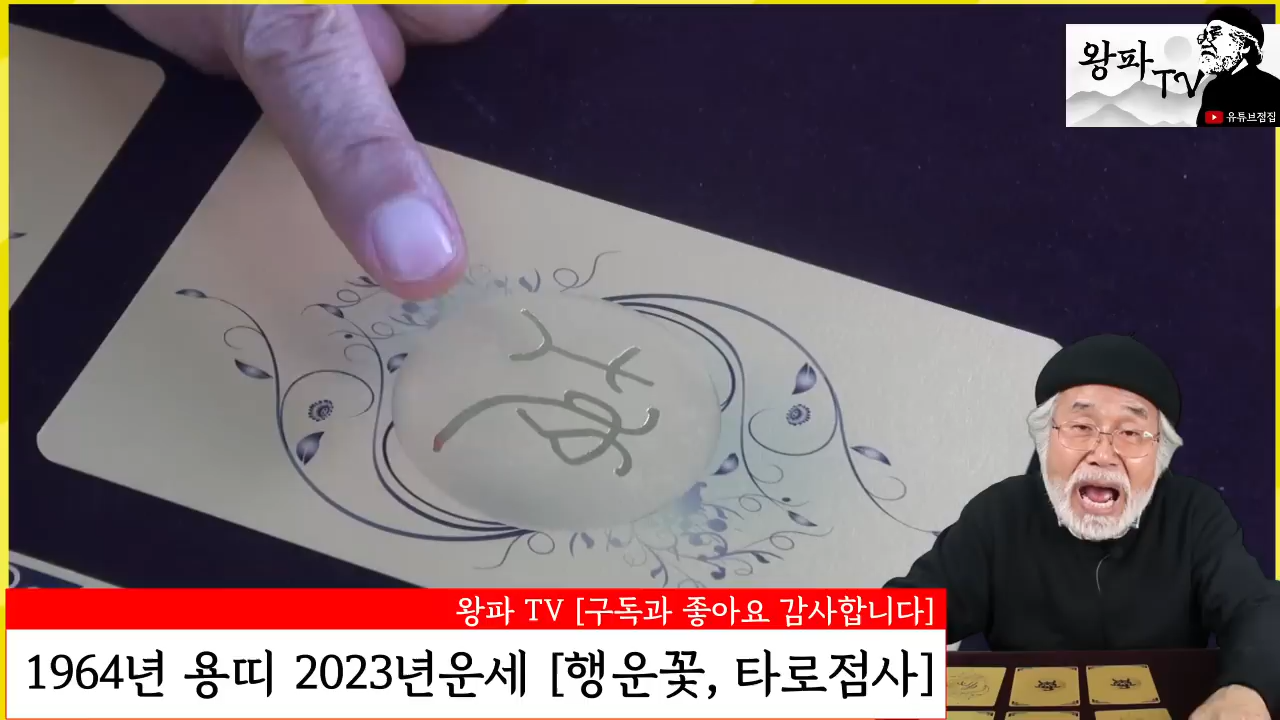 왕파
TV
유튜브점집
왕파 TV [구독과 좋아요 감사합니다]
1964년 용띠 2023년운세 [행운꽃, 타로점사]